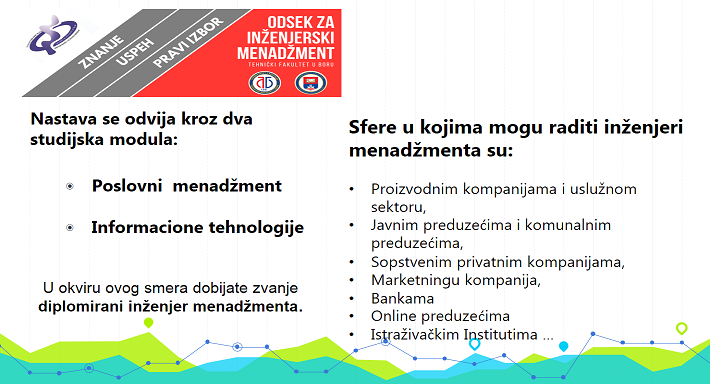 ZNANJE
USPEH
PRAVI IZBOR
ODSEK ZA
INŽENJERSKI
MENADŽMENT
TEHNIČKI FAKULTET U BORU
Nastava se odvija kroz dva
studijska modula:
Poslovni menadžment
Informacione tehnologije
U okviru ovog smera dobijate zvanje
diplomirani inženjer menadžmenta.
Sfere u kojima mogu raditi inženjeri
menadžmenta su:
• Proizvodnim kompanijama i uslužnom
sektoru,
• Javnim preduzećima i komunalnim
preduzećima,
• Sopstvenim privatnim kompanijama,
• Marketningu kompanija,
• Bankama
• Online preduzećima
• Istraživačkim Institutima ...